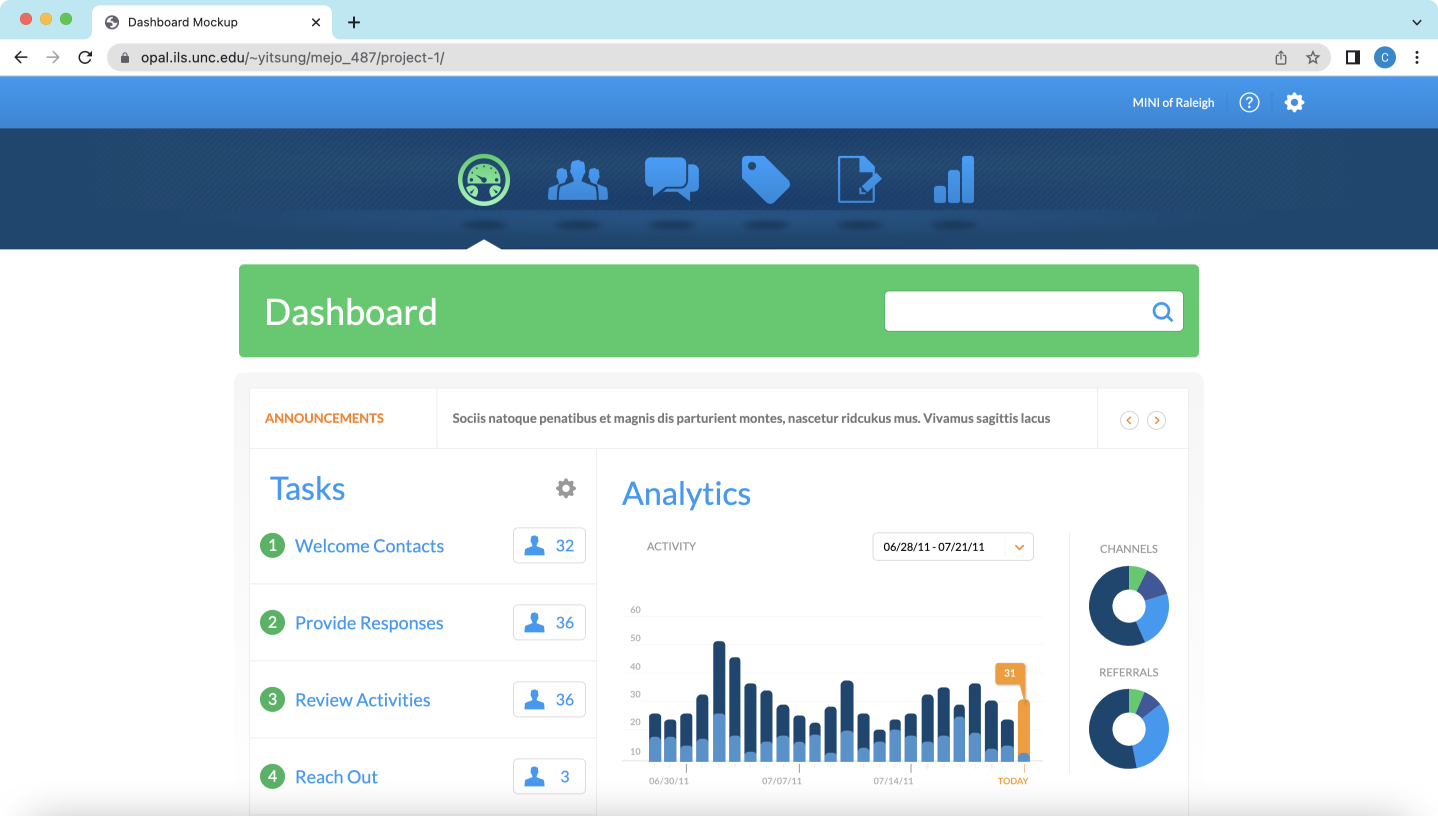 Dashboard Mockup
opal.ils.unc.edu/~yitsung/mejo_487/project-1/
C
MINI of Raleigh
?
Dashboard
ANNOUNCEMENTS
Sociis natoque penatibus et magnis dis parturient montes, nascetur ridcukus mus. Vivamus sagittis lacus
Tasks
1 Welcome Contacts 32
2 Provide Responses 36
3 Review Activities 36
4 Reach Out 3
Analytics
ACTIVITY
06/28/11 - 07/21/11
60
50
40
30
20
10
31
06/30/11 07/07/11 07/14/11 TODAY
CHANNELS
REFERRALS